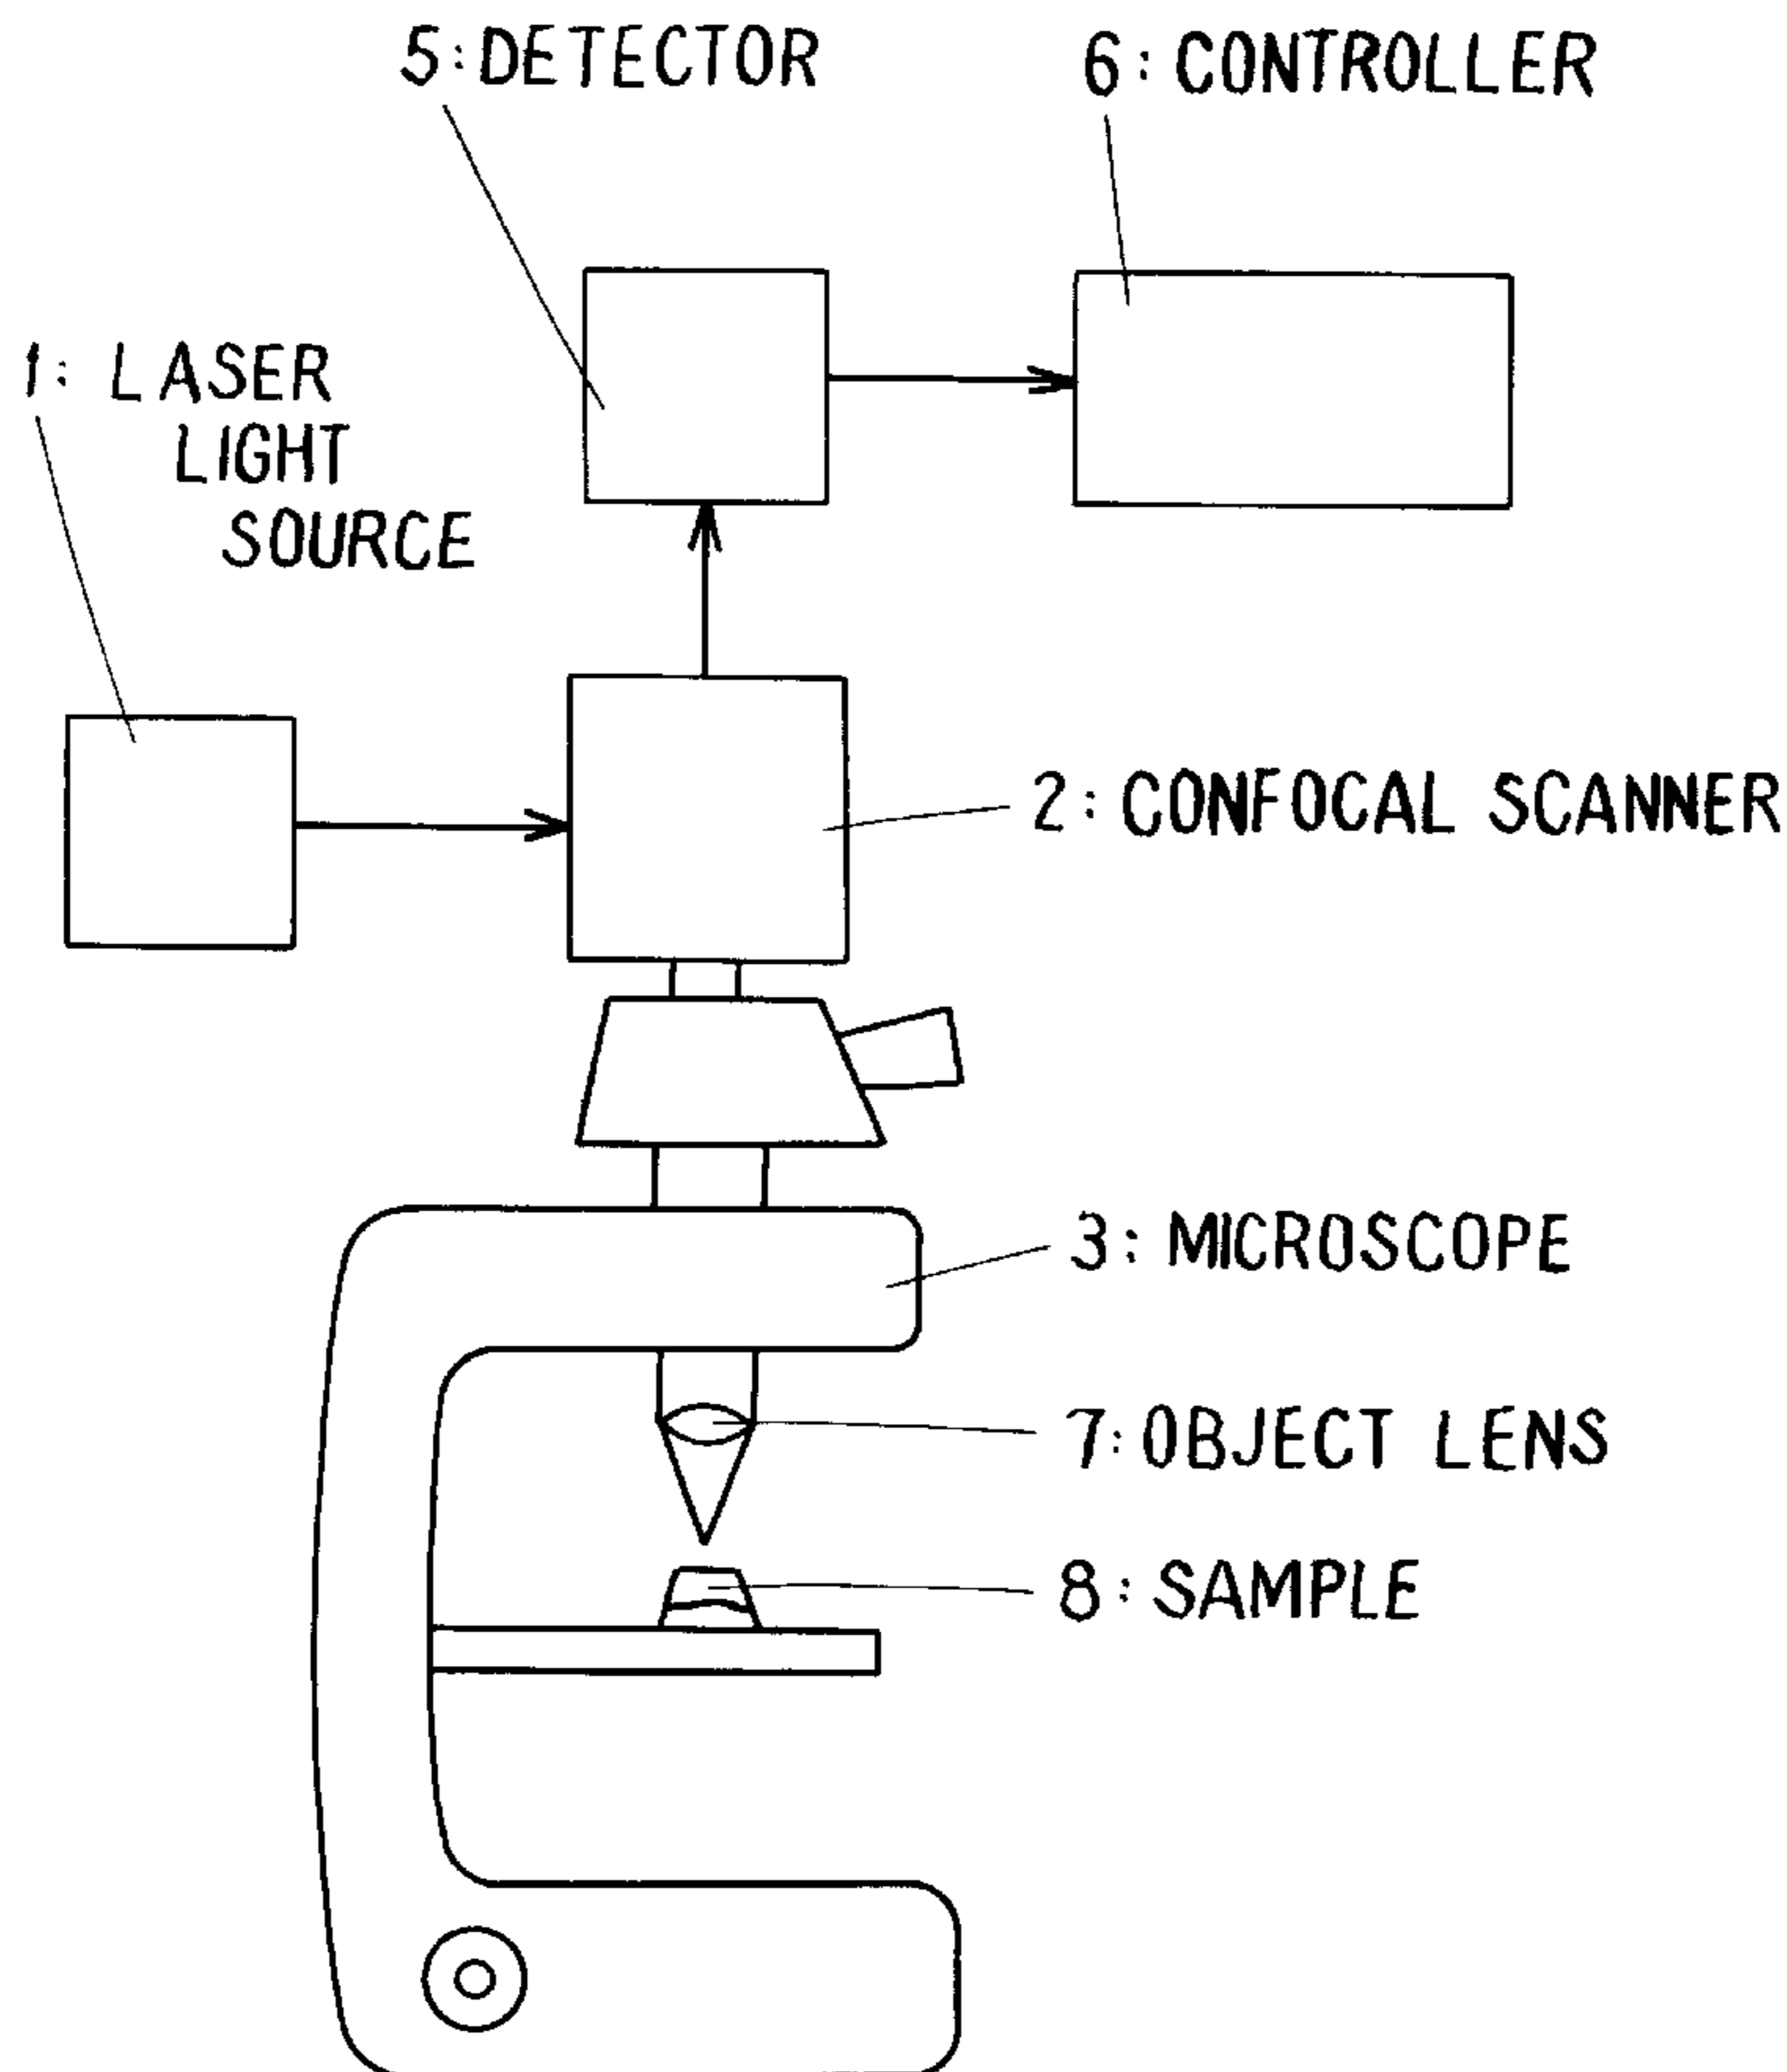 5: DETECTOR
6: CONTROLLER
1: LASER
LIGHT
SOURCE
2: CONFOCAL SCANNER
3: MICROSCOPE
7: OBJECT LENS
8: SAMPLE